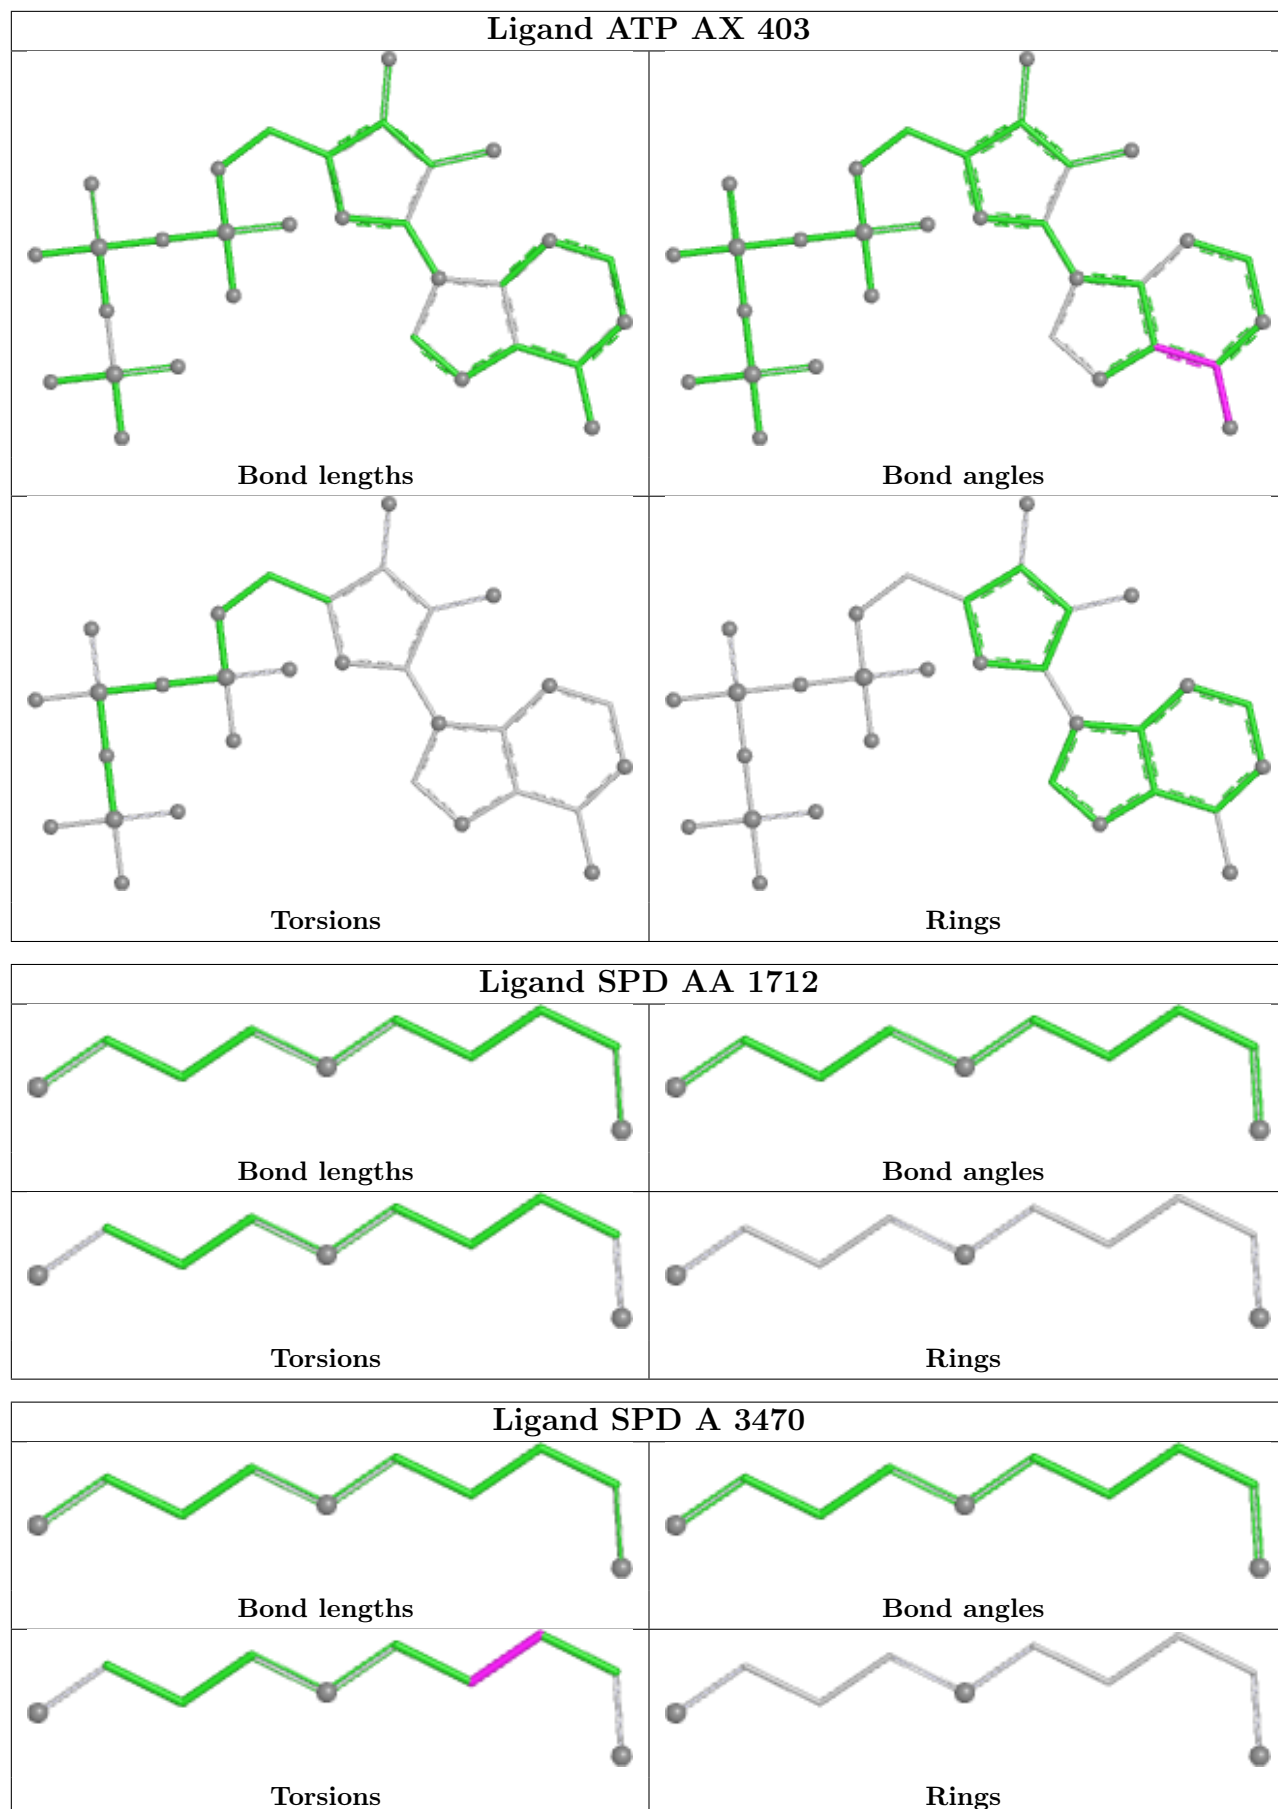 Ligand ATP AX 403
Bond lengths
Bond angles
Torsions
Rings
Ligand SPD AA 1712
Bond lengths
Bond angles
Torsions
Rings
Ligand SPD A 3470
Bond lengths
Bond angles
Torsions
Rings